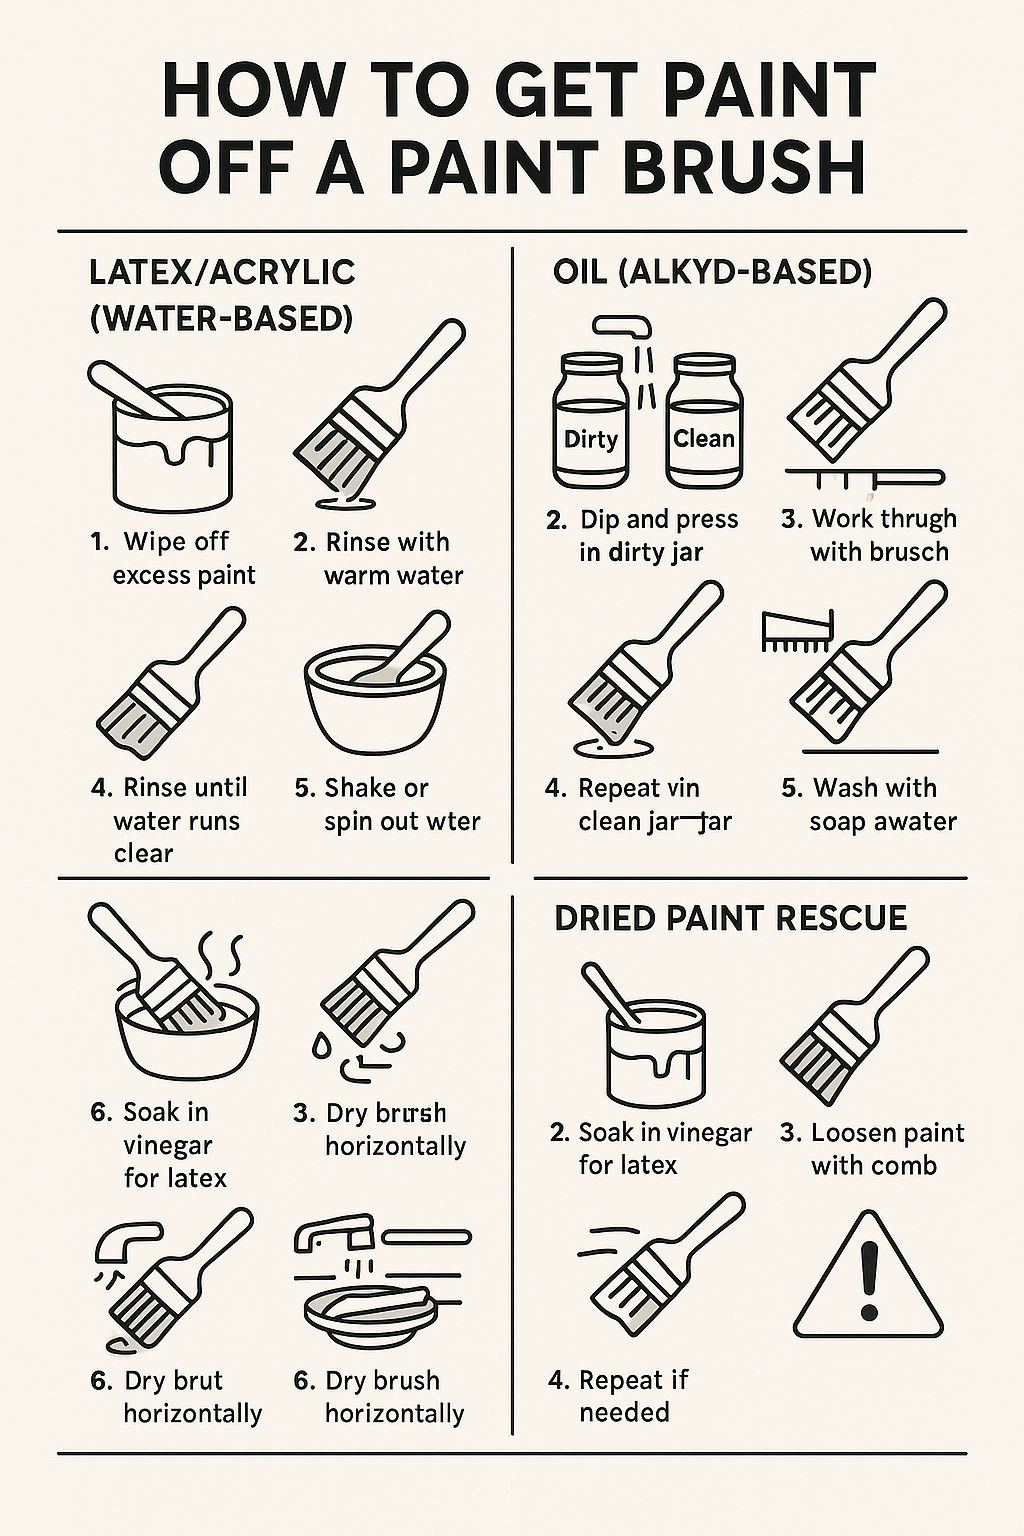 HOW TO GET PAINT
OFF A PAINT BRUSH
LATEX/ACRYLIC
(WATER-BASED)
1. Wipe off
excess paint
2. Rinse with
warm water
4. Rinse until
water runs
clear
5. Shake or
spin out wter
OIL (ALKYD-BASED)
Dirty
Clean
2. Dip and press
in dirty jar
3. Work thrugh
with brusch
4. Repeat vin
clean jar—jar
5. Wash with
soap awater
6. Soak in
vinegar
for latex
3. Dry brursh
horizontally
6. Dry brut
horizontally
6. Dry brush
horizontally
DRIED PAINT RESCUE
2. Soak in vinegar
for latex
3. Loosen paint
with comb
4. Repeat if
needed